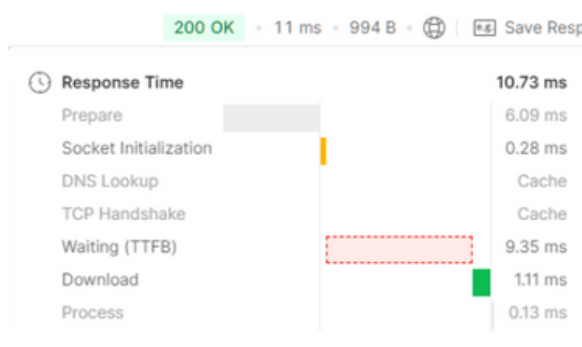 200 OK • 11 ms • 994 B • e.g. Save Resp
Response Time 10.73 ms
Prepare 6.09 ms
Socket Initialization 0.28 ms
DNS Lookup Cache
TCP Handshake Cache
Waiting (TTFB) 9.35 ms
Download 1.11 ms
Process 0.13 ms